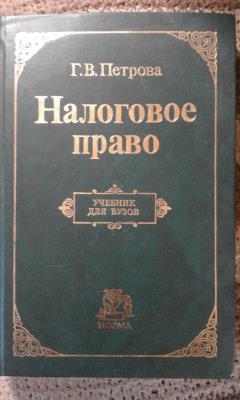 Г.В.Петрова
Налоговое
право
УЧЕБНИК
ДЛЯ ВУЗОВ
НОРМА